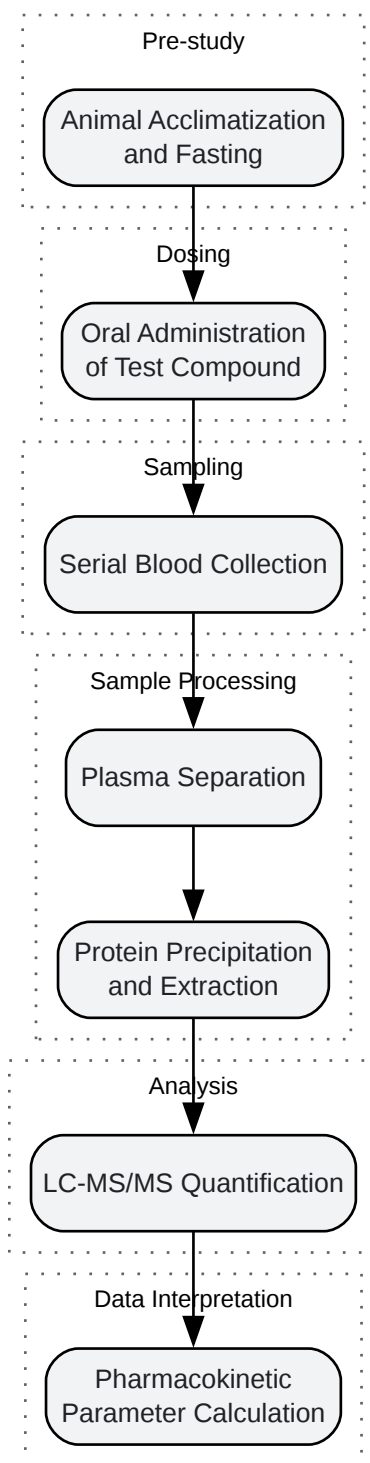 Pre-study
Animal Acclimatization
and Fasting
Dosing
Oral Administration
of Test Compound
Sampling
Serial Blood Collection
Sample Processing
Plasma Separation
Protein Precipitation
and Extraction
Analysis
LC-MS/MS Quantification
Data Interpretation
Pharmacokinetic
Parameter Calculation